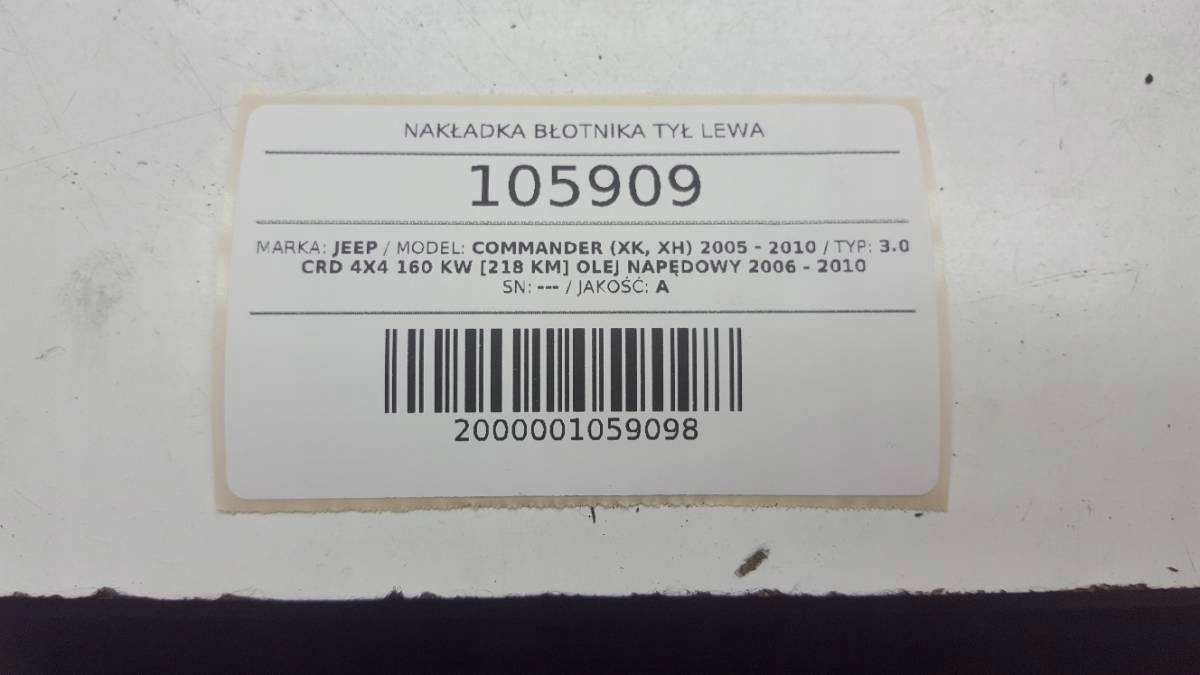 NAKŁADKA BŁOTNIKA TYŁ LEWA
105909
MARKA: JEEP / MODEL: COMMANDER (XK, XH) 2005 - 2010 / TYP: 3.0
CRD 4X4 160 KW [218 KM] OLEJ NAPĘDOWY 2006 - 2010
SN: --- / JAKOŚĆ: A
2000001059098